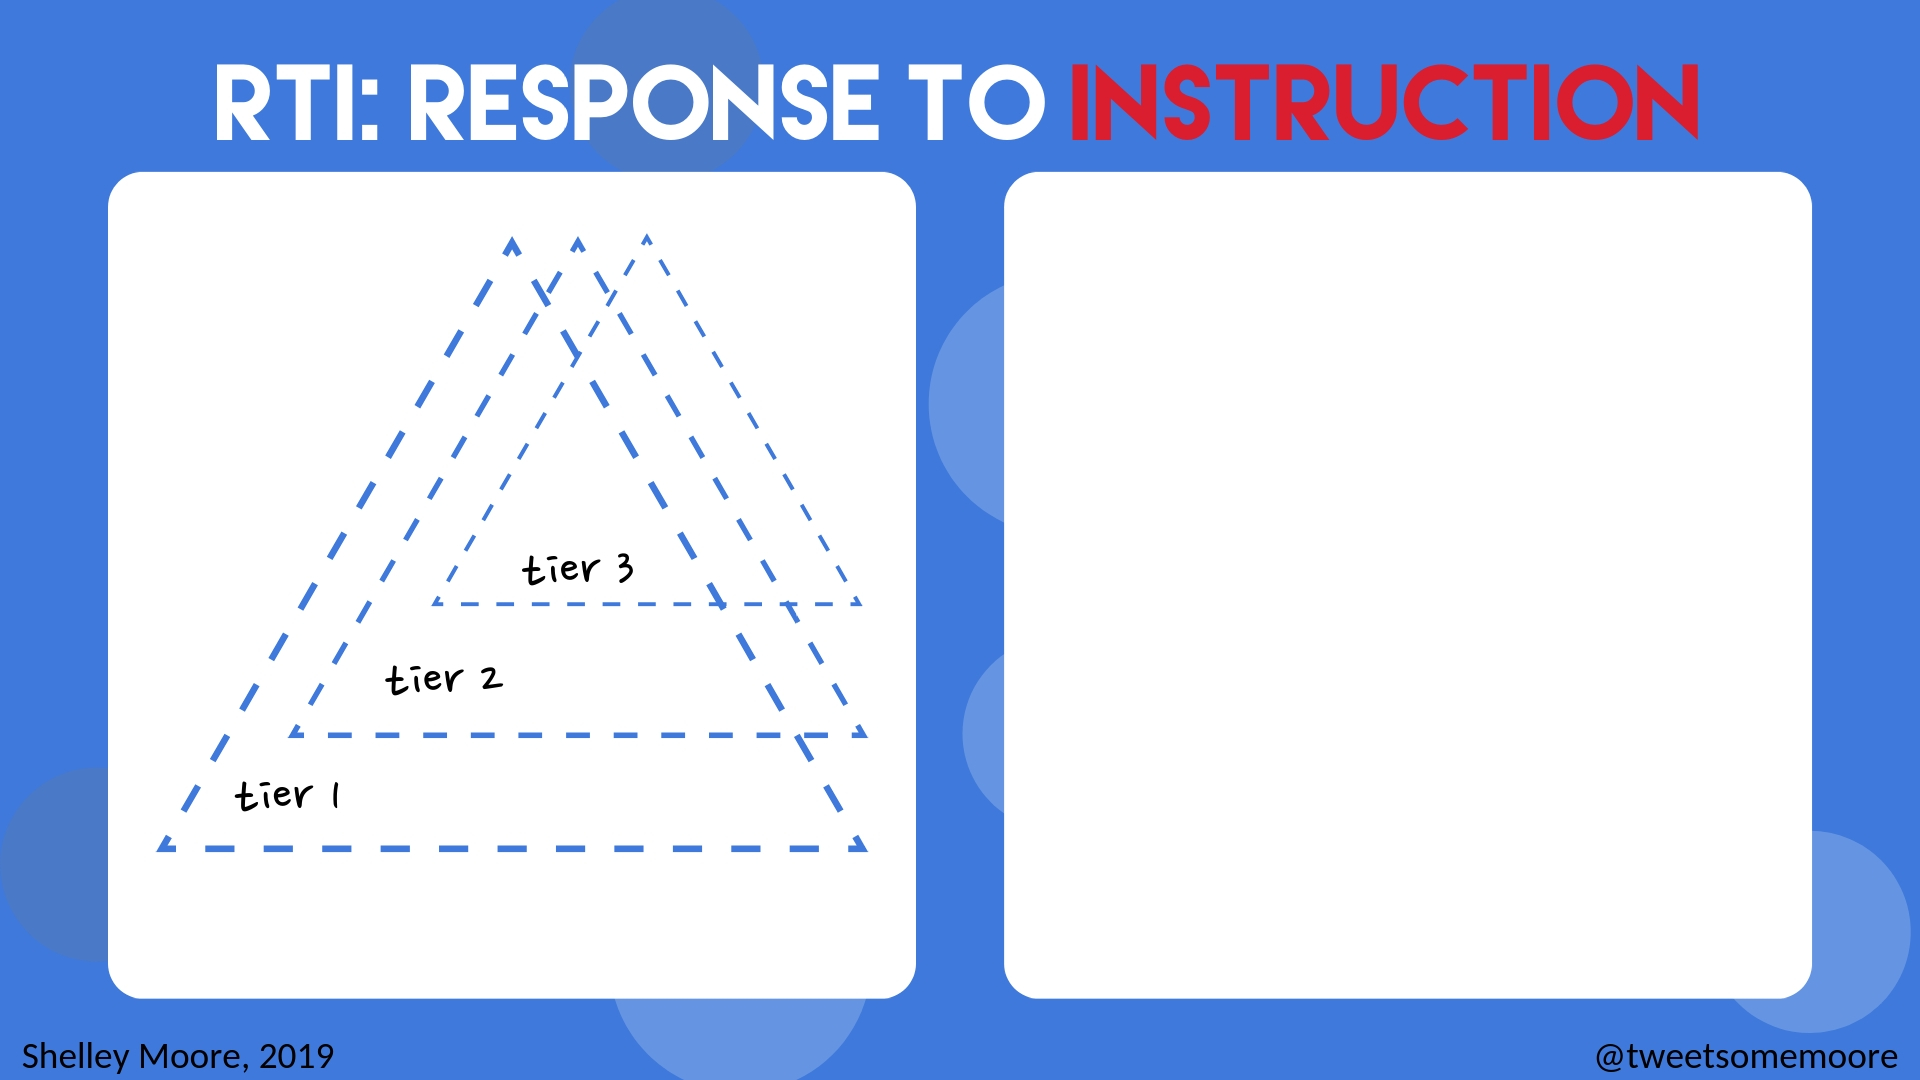 RTI: RESPONSE TO INSTRUCTION
tier 3
tier 2
tier 1
Shelley Moore, 2019
@tweetsomemoore